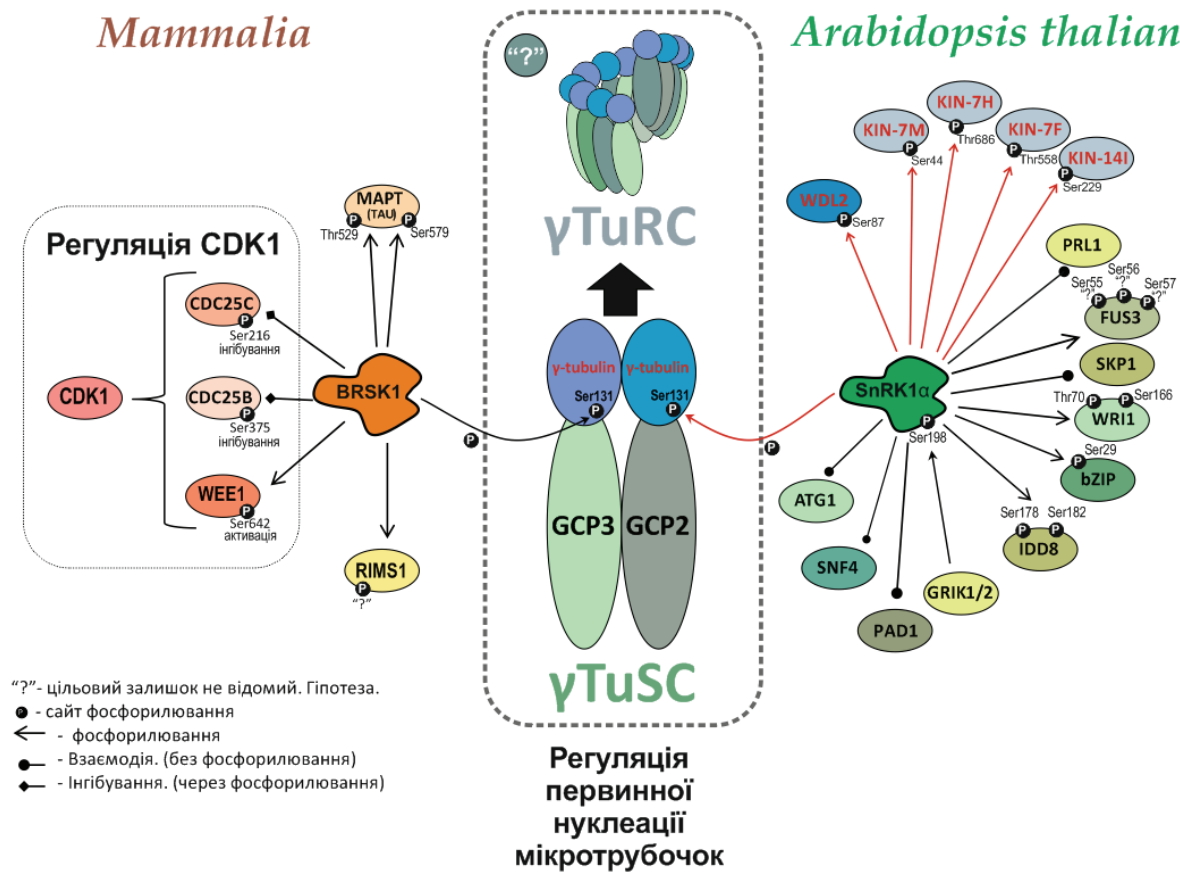 Mammalia
Arabidopsis thalian
"?"
γTuRC
Регуляція CDK1
MAPT
(TAU)
P
P
Thr529
Ser579
CDC25C
P
Ser216
інгібування
CDK1
CDC25B
P
Ser375
інгібування
WEE1
P
Ser642
активація
BRSK1
RIMS1
P
"?"
P
γ-tubulin
γ-tubulin
Ser131
Ser131
P
P
GCP3
GCP2
γTuSC
P
KIN-7M
P
Ser44
KIN-7H
P
Thr686
KIN-7F
P
Thr558
KIN-14I
P
Ser229
WDL2
P
Ser87
PRL1
Ser55
"?"
Ser56
"?"
Ser57
"?"
P
P
P
FUS3
SKP1
SnRK1α
P
Ser198
Thr70
Ser166
P
P
WRI1
Ser29
P
bZIP
Ser178
Ser182
P
P
IDD8
ATG1
SNF4
PAD1
GRIK1/2
"?"- цільовий залишок не відомий. Гіпотеза.
P - сайт фосфорилювання
- фосфорилювання
- Взаємодія. (без фосфорилювання)
- Інгібування. (через фосфорилювання)
Регуляція
первинної
нуклеації
мікротрубочок